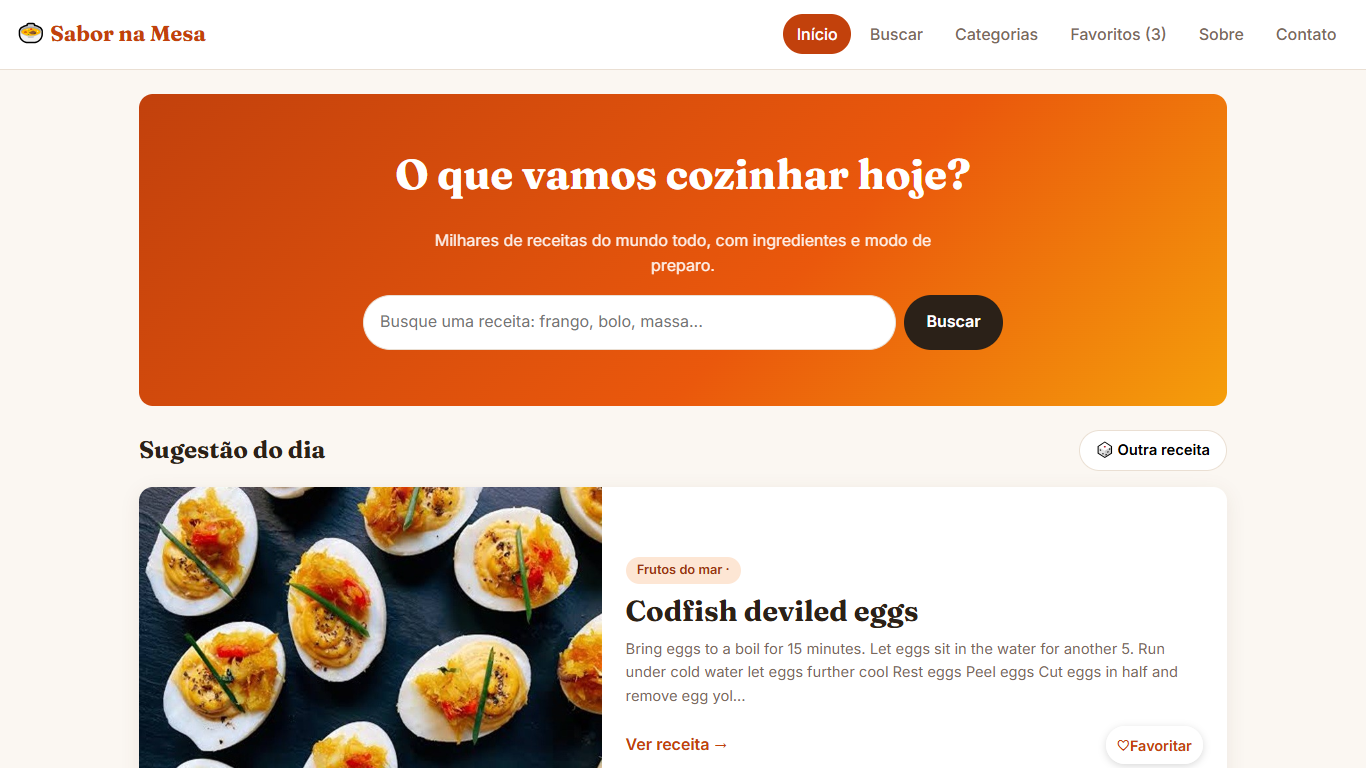 Sabor na Mesa
Início
Buscar
Categorias
Favoritos (3)
Sobre
Contato
O que vamos cozinhar hoje?
Milhares de receitas do mundo todo, com ingredientes e modo de
preparo.
Busque uma receita: frango, bolo, massa...
Buscar
Sugestão do dia
Outra receita
Frutos do mar ·
Codfish deviled eggs
Bring eggs to a boil for 15 minutes. Let eggs sit in the water for another 5. Run
under cold water let eggs further cool Rest eggs Peel eggs Cut eggs in half and
remove egg yol...
Ver receita →
♡Favoritar